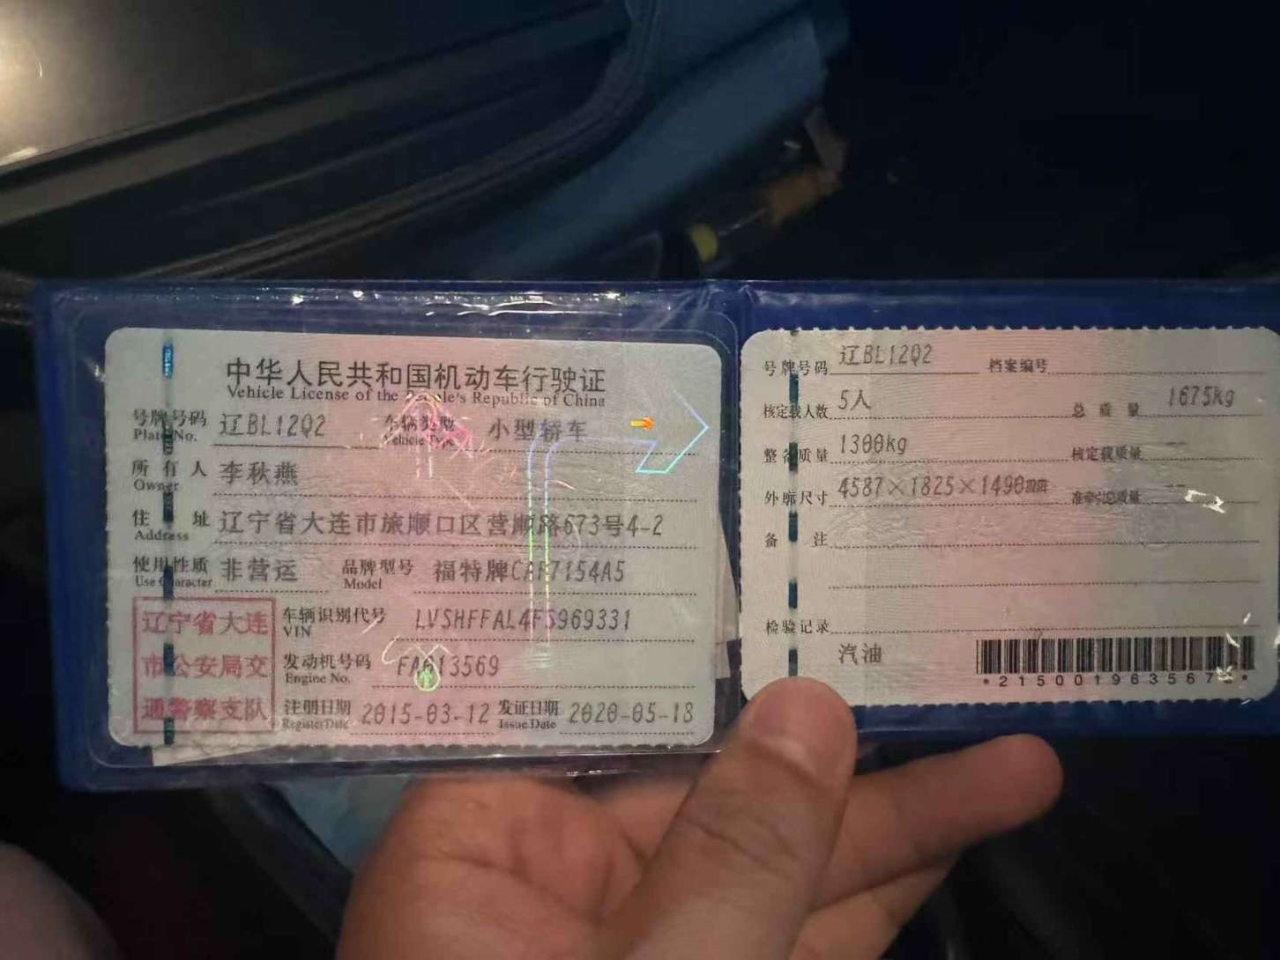 中华人民共和国机动车行驶证
Vehicle License of the People's Republic of China
号牌号码 辽BL12Q2 车辆类型 小型轿车
Plate No. Vehicle Type
所有人 李秋燕
Owner
住址 辽宁省大连市旅顺口区营顺路673号4-2
Address
使用性质 非营运 品牌型号 福特牌CAF7154A5
Use Character Model
辽宁省大连
市公安局交
通警察支队
车辆识别代号 LVSHFFAL4FS969331
VIN
发动机号码 FA613569
Engine No.
注册日期 2015-03-12 发证日期 2020-05-18
Register Date Issue Date
号牌号码 辽BL12Q2 档案编号
核定载人数 5人 总质量 1675kg
整备质量 1300kg 核定载质量 --
外廓尺寸 4587×1825×1490mm 准牵引总质量 --
备注
检验记录
汽油
*215001963567